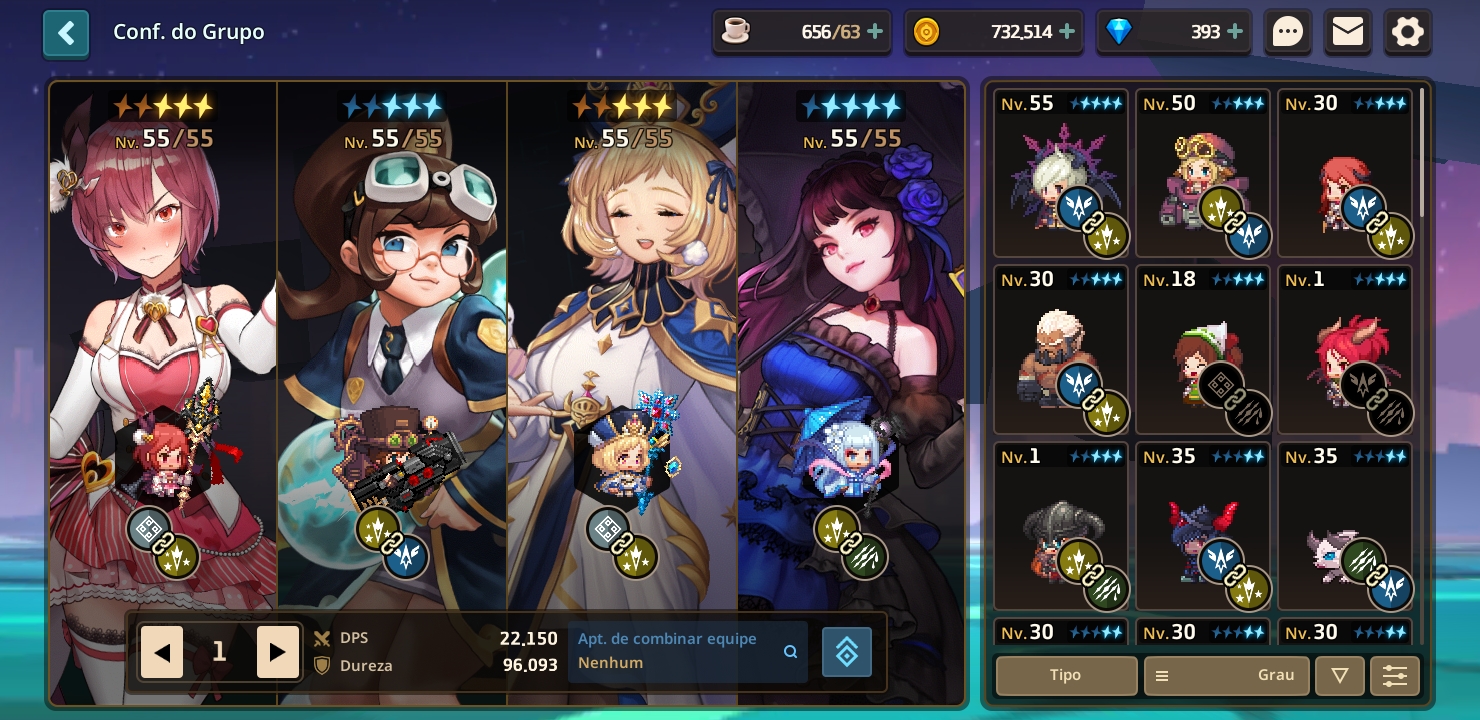 Conf. do Grupo
656/63
732,514
393
Nv. 55/55
Nv. 55/55
Nv. 55/55
Nv. 55/55
Nv. 55
Nv. 50
Nv. 30
Nv. 30
Nv. 18
Nv. 1
Nv. 1
Nv. 35
Nv. 35
Nv. 30
Nv. 30
Nv. 30
1
DPS 22,150
Dureza 96,093
Apt. de combinar equipe
Nenhum
Tipo
Grau